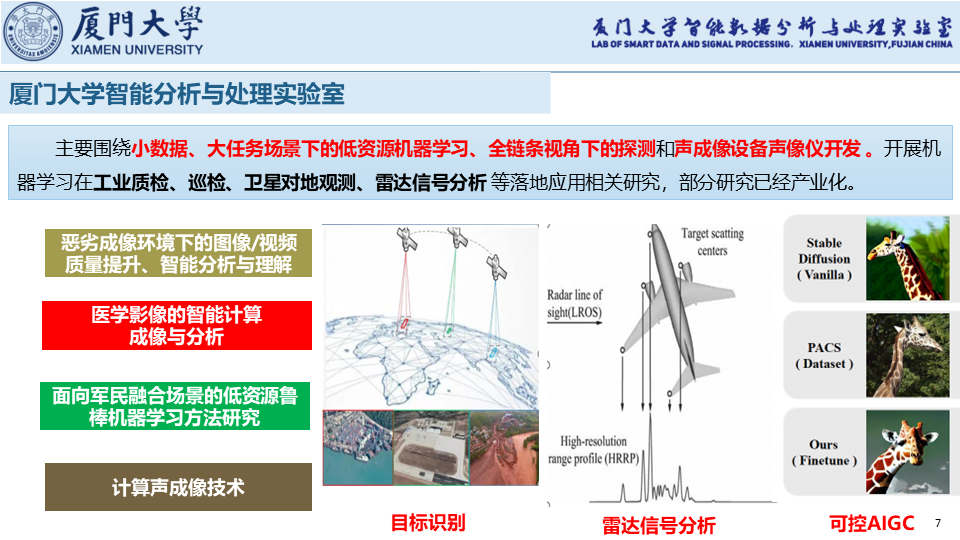 厦門大學
XIAMEN UNIVERSITY
厦门大学智能数据分析与处理实验室
LAB OF SMART DATA AND SIGNAL PROCESSING, XIAMEN UNIVERSITY,FUJIAN CHINA
厦门大学智能分析与处理实验室
主要围绕小数据、大任务场景下的低资源机器学习、全链条视角下的探测和声成像设备声像仪开发 。开展机
器学习在工业质检、巡检、卫星对地观测、雷达信号分析 等落地应用相关研究，部分研究已经产业化。
恶劣成像环境下的图像/视频
质量提升、智能分析与理解
医学影像的智能计算
成像与分析
面向军民融合场景的低资源鲁
棒机器学习方法研究
计算声成像技术
目标识别
Target scatting
centers
Radar line of
sight(LROS)
High-resolution
range profile (HRRP)
雷达信号分析
Stable
Diffusion
( Vanilla )
PACS
( Dataset )
Ours
( Finetune )
可控AIGC
7